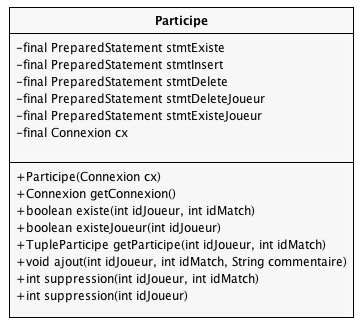 Participe
-final PreparedStatement stmtExiste
-final PreparedStatement stmtInsert
-final PreparedStatement stmtDelete
-final PreparedStatement stmtDeleteJoueur
-final PreparedStatement stmtExisteJoueur
-final Connexion cx
+Participe(Connexion cx)
+Connexion getConnexion()
+boolean existe(int idJoueur, int idMatch)
+boolean existeJoueur(int idJoueur)
+TupleParticipe getParticipe(int idJoueur, int idMatch)
+void ajout(int idJoueur, int idMatch, String commentaire)
+int suppression(int idJoueur, int idMatch)
+int suppression(int idJoueur)